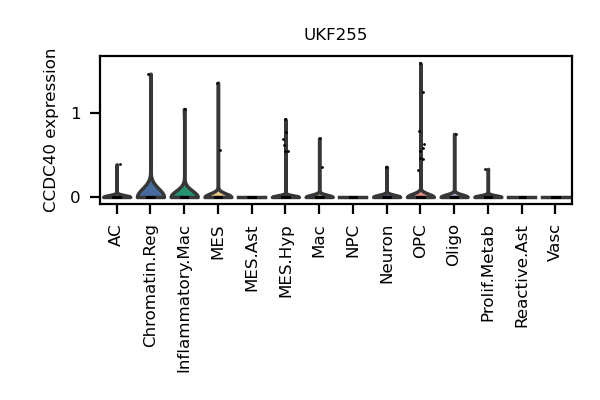 UKF255
CCDC40 expression
1
0
AC
Chromatin.Reg
Inflammatory.Mac
MES
MES.Ast
MES.Hyp
Mac
NPC
Neuron
OPC
Oligo
Prolif.Metab
Reactive.Ast
Vasc